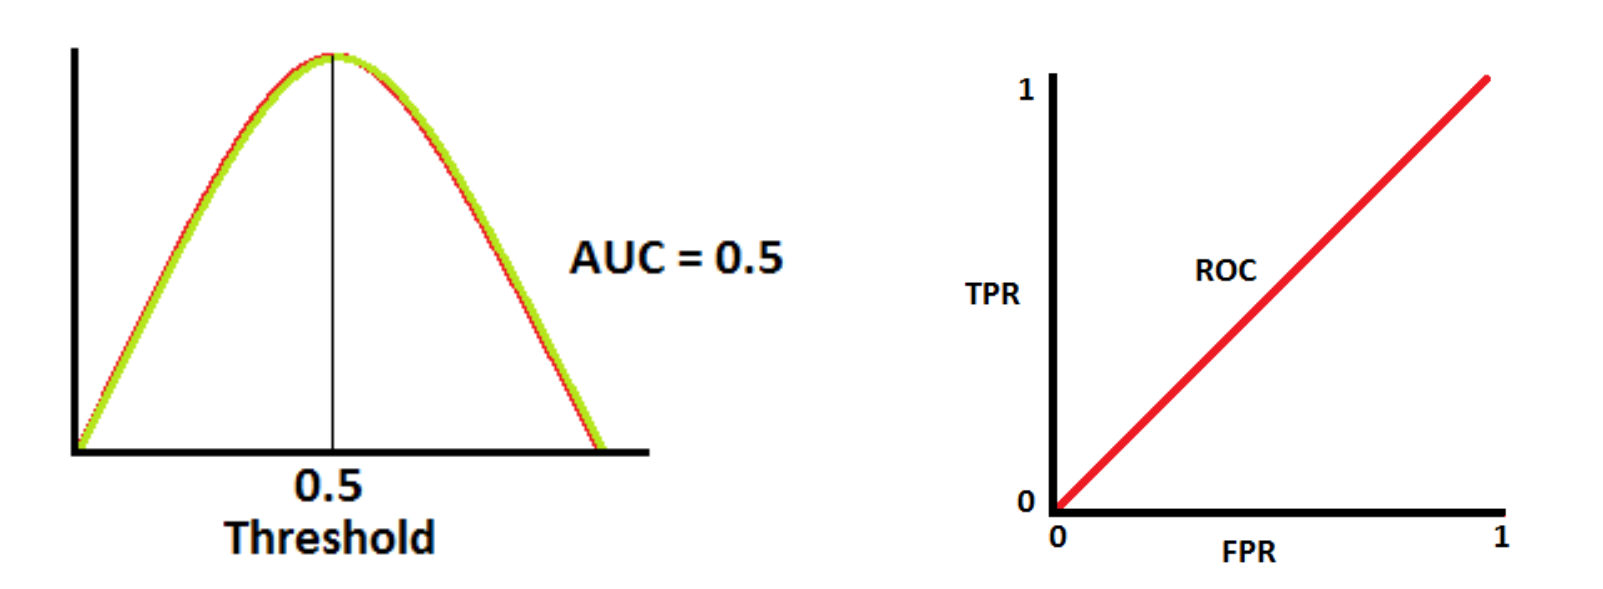 AUC = 0.5
0.5
Threshold
1
ROC
TPR
0
0
1
FPR